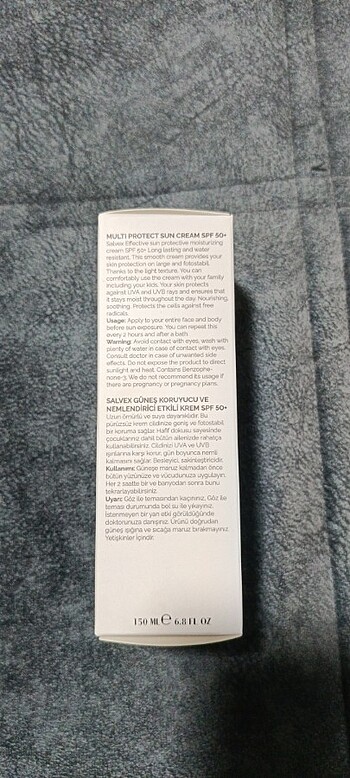 MULTI PROTECT SUN CREAM SPF 50+
Salvex Effective sun protective moisturizing
cream SPF 50+ Long lasting and water
resistant, This smooth cream provides your
skin protection on large and fotostabil.
Thanks to the light texture, You can
comfortably use the cream with your family
including your kids. Your skin protects
against UVA and UVB rays and ensures that
it stays moist throughout the day. Nourishing,
soothing. Protects the cells against free
radicals.
Usage: Apply to your entire face and body
before sun exposure. You can repeat this
every 2 hours and after a bath
Warning: Avoid contact with eyes, wash with
plenty of water in case of contact with eyes.
Consult doctor in case of unwanted side
effects. Do not expose the product to direct
sunlight and heat. Contains Benzophe-
none-3. We do not recommend its usage if
there are pregnancy or pregnancy plans.
SALVEX GÜNEŞ KORUYUCU VE
NEMLENDİRİCİ ETKİLİ KREM SPF 50+
Uzun ömürlü ve suya dayanıklıdır. Bu
pürüzsüz krem cildinize geniş ve fotostabil
bir koruma sağlar. Hafif dokusu sayesinde
çocuklarınız dahil bütün ailenizle rahatça
kullanabilirsiniz. Cildinizi UVA ve UVB
ışınlarına karşı korur, gün boyunca nemli
kalmasını sağlar. Besleyici, sakinleştiricidir.
Kullanım: Güneşe maruz kalmadan önce
bütün yüzünüze ve vücudunuza uygulayın.
Her 2 saatte bir ve banyodan sonra bunu
tekrarlayabilirsiniz.
Uyarı: Göz ile temasından kaçınınız, Göz ile
teması durumunda bol su ile yıkayınız.
İstenmeyen bir yan etki görüldüğünde
doktorunuza danışınız. Ürünü doğrudan
güneş ışığına ve sıcağa maruz bırakmayınız.
Yetişkinler içindir.
150 ML ℮ 6.8 FL OZ